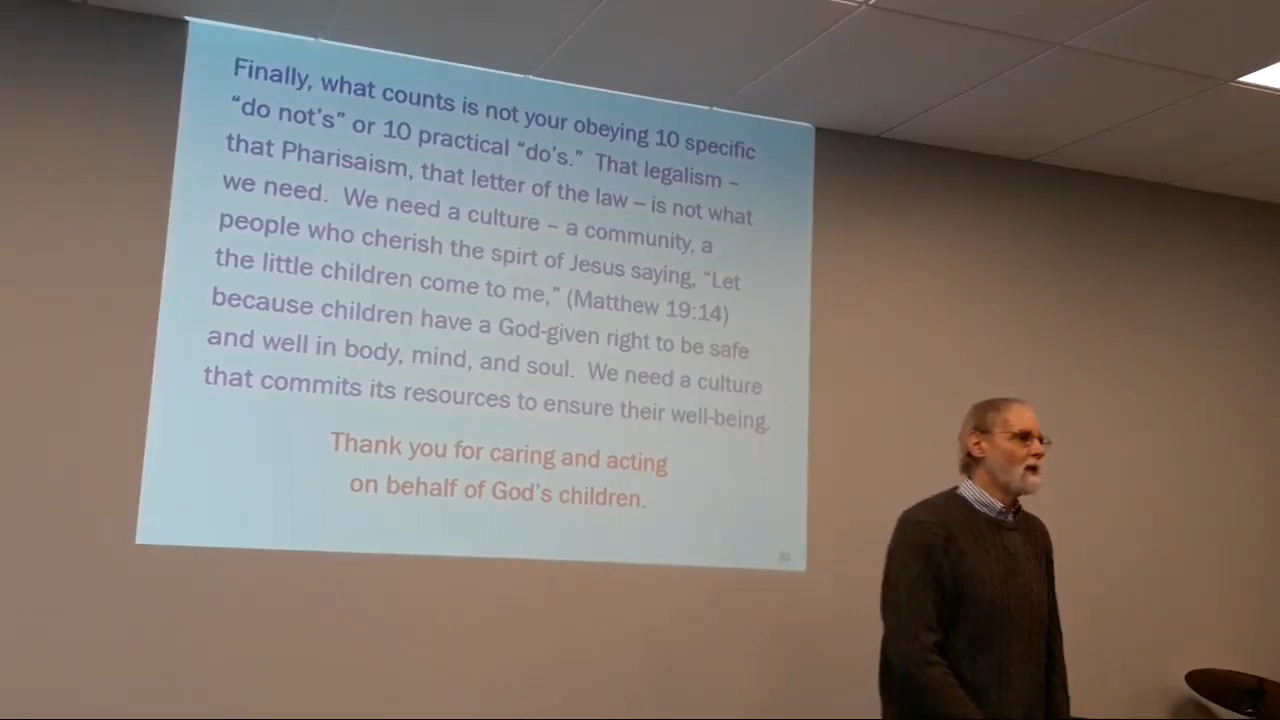 Finally, what counts is not your obeying 10 specific
“do not's” or 10 practical “do's.” That legalism –
that Pharisaism, that letter of the law – is not what
we need. We need a culture – a community, a
people who cherish the spirt of Jesus saying, “Let
the little children come to me,” (Matthew 19:14)
because children have a God-given right to be safe
and well in body, mind, and soul. We need a culture
that commits its resources to ensure their well-being.
Thank you for caring and acting
on behalf of God's children.